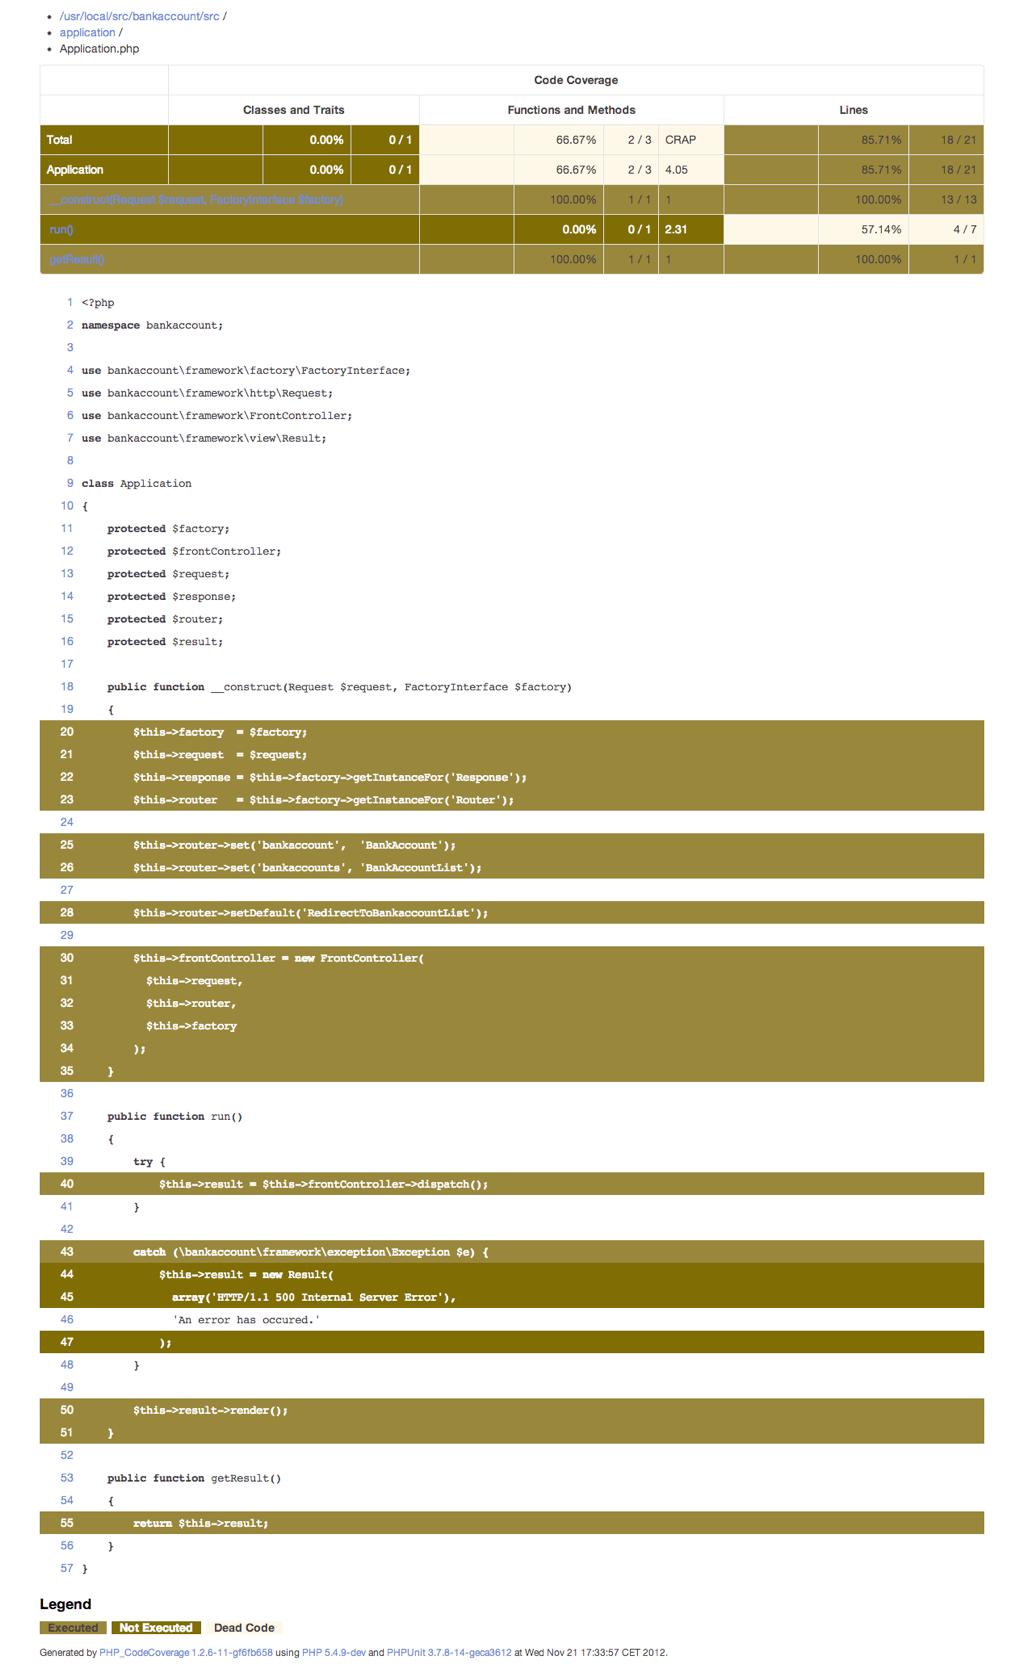 /usr/local/src/bankaccount/src /
application /
Application.php
Code Coverage
Classes and Traits Functions and Methods Lines
Total 0.00% 0 / 1 66.67% 2 / 3 CRAP 85.71% 18 / 21
Application 0.00% 0 / 1 66.67% 2 / 3 4.05 85.71% 18 / 21
__construct(Request $request, FactoryInterface $factory) 100.00% 1 / 1 1 100.00% 13 / 13
run() 0.00% 0 / 1 2.31 57.14% 4 / 7
getResult() 100.00% 1 / 1 1 100.00% 1 / 1
1 <?php
2 namespace bankaccount;
3
4 use bankaccount\framework\factory\FactoryInterface;
5 use bankaccount\framework\http\Request;
6 use bankaccount\framework\FrontController;
7 use bankaccount\framework\view\Result;
8
9 class Application
10 {
11 protected $factory;
12 protected $frontController;
13 protected $request;
14 protected $response;
15 protected $router;
16 protected $result;
17
18 public function __construct(Request $request, FactoryInterface $factory)
19 {
20 $this->factory = $factory;
21 $this->request = $request;
22 $this->response = $this->factory->getInstanceFor('Response');
23 $this->router = $this->factory->getInstanceFor('Router');
24
25 $this->router->set('bankaccount', 'BankAccount');
26 $this->router->set('bankaccounts', 'BankAccountList');
27
28 $this->router->setDefault('RedirectToBankaccountList');
29
30 $this->frontController = new FrontController(
31 $this->request,
32 $this->router,
33 $this->factory
34 );
35 }
36
37 public function run()
38 {
39 try {
40 $this->result = $this->frontController->dispatch();
41 }
42
43 catch (\bankaccount\framework\exception\Exception $e) {
44 $this->result = new Result(
45 array('HTTP/1.1 500 Internal Server Error'),
46 'An error has occured.'
47 );
48 }
49
50 $this->result->render();
51 }
52
53 public function getResult()
54 {
55 return $this->result;
56 }
57 }
Legend
Executed Not Executed Dead Code
Generated by PHP_CodeCoverage 1.2.6-11-gf6fb658 using PHP 5.4.9-dev and PHPUnit 3.7.8-14-geca3612 at Wed Nov 21 17:33:57 CET 2012.